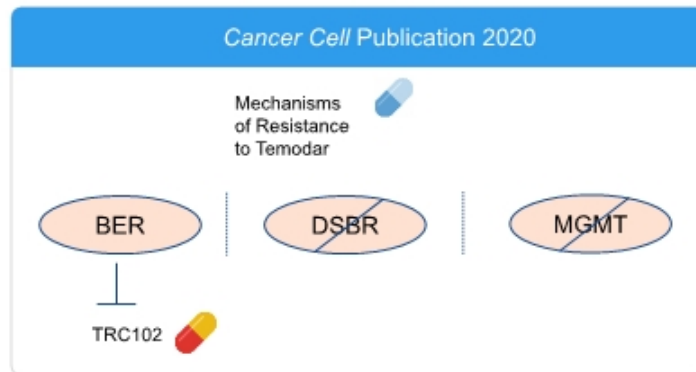 Cancer Cell Publication 2020
Mechanisms
of Resistance
to Temodar
BER
DSBR
MGMT
TRC102